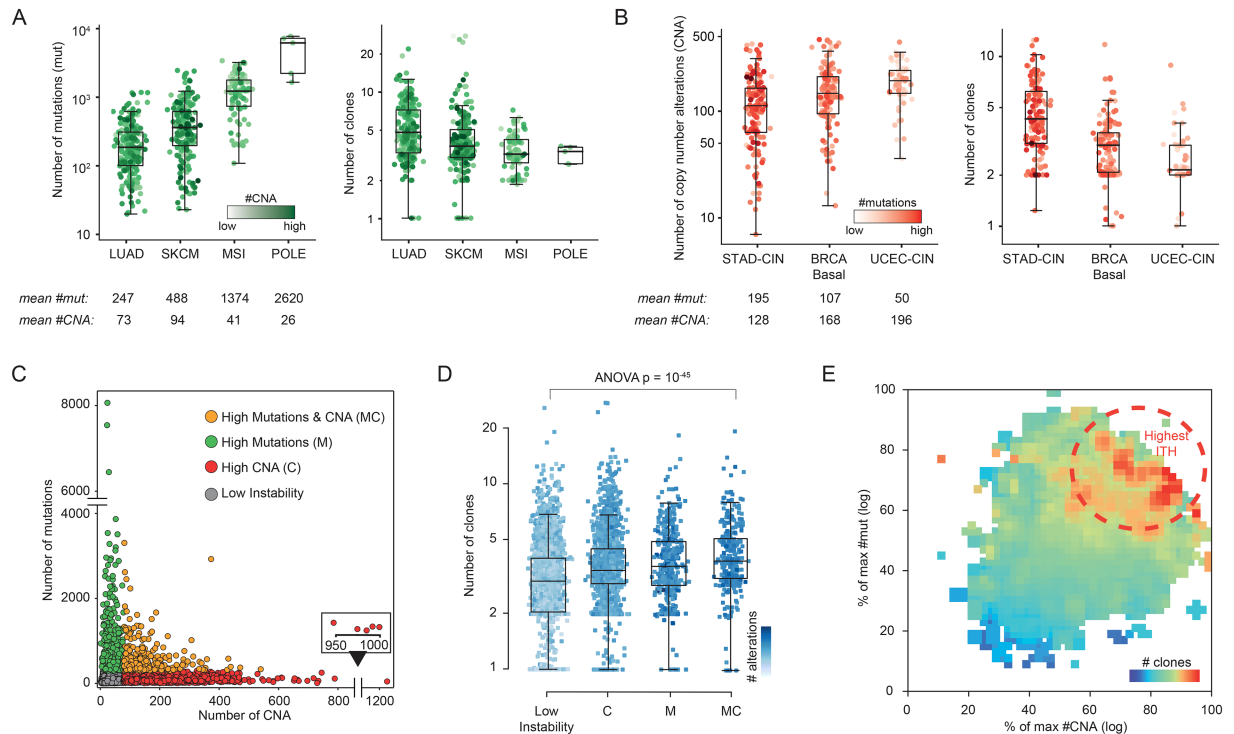 A
Number of mutations (mut)
10⁴
10³
10²
10
#CNA
low high
LUAD SKCM MSI POLE
mean #mut: 247 488 1374 2620
mean #CNA: 73 94 41 26
Number of clones
20
10
5
2
1
LUAD SKCM MSI POLE
B
Number of copy number alterations (CNA)
500
100
50
10
#mutations
low high
STAD-CIN BRCA Basal UCEC-CIN
mean #mut: 195 107 50
mean #CNA: 128 168 196
Number of clones
10
5
2
1
STAD-CIN BRCA Basal UCEC-CIN
C
Number of mutations
8000
6000
4000
2000
0
High Mutations & CNA (MC)
High Mutations (M)
High CNA (C)
Low Instability
950 1000
0 200 400 600 800 1200
Number of CNA
D
ANOVA p = 10⁻⁴⁵
Number of clones
20
10
5
2
1
# alterations
Low Instability C M MC
E
% of max #mut (log)
100
80
60
40
20
0
Highest
ITH
# clones
0 20 40 60 80 100
% of max #CNA (log)